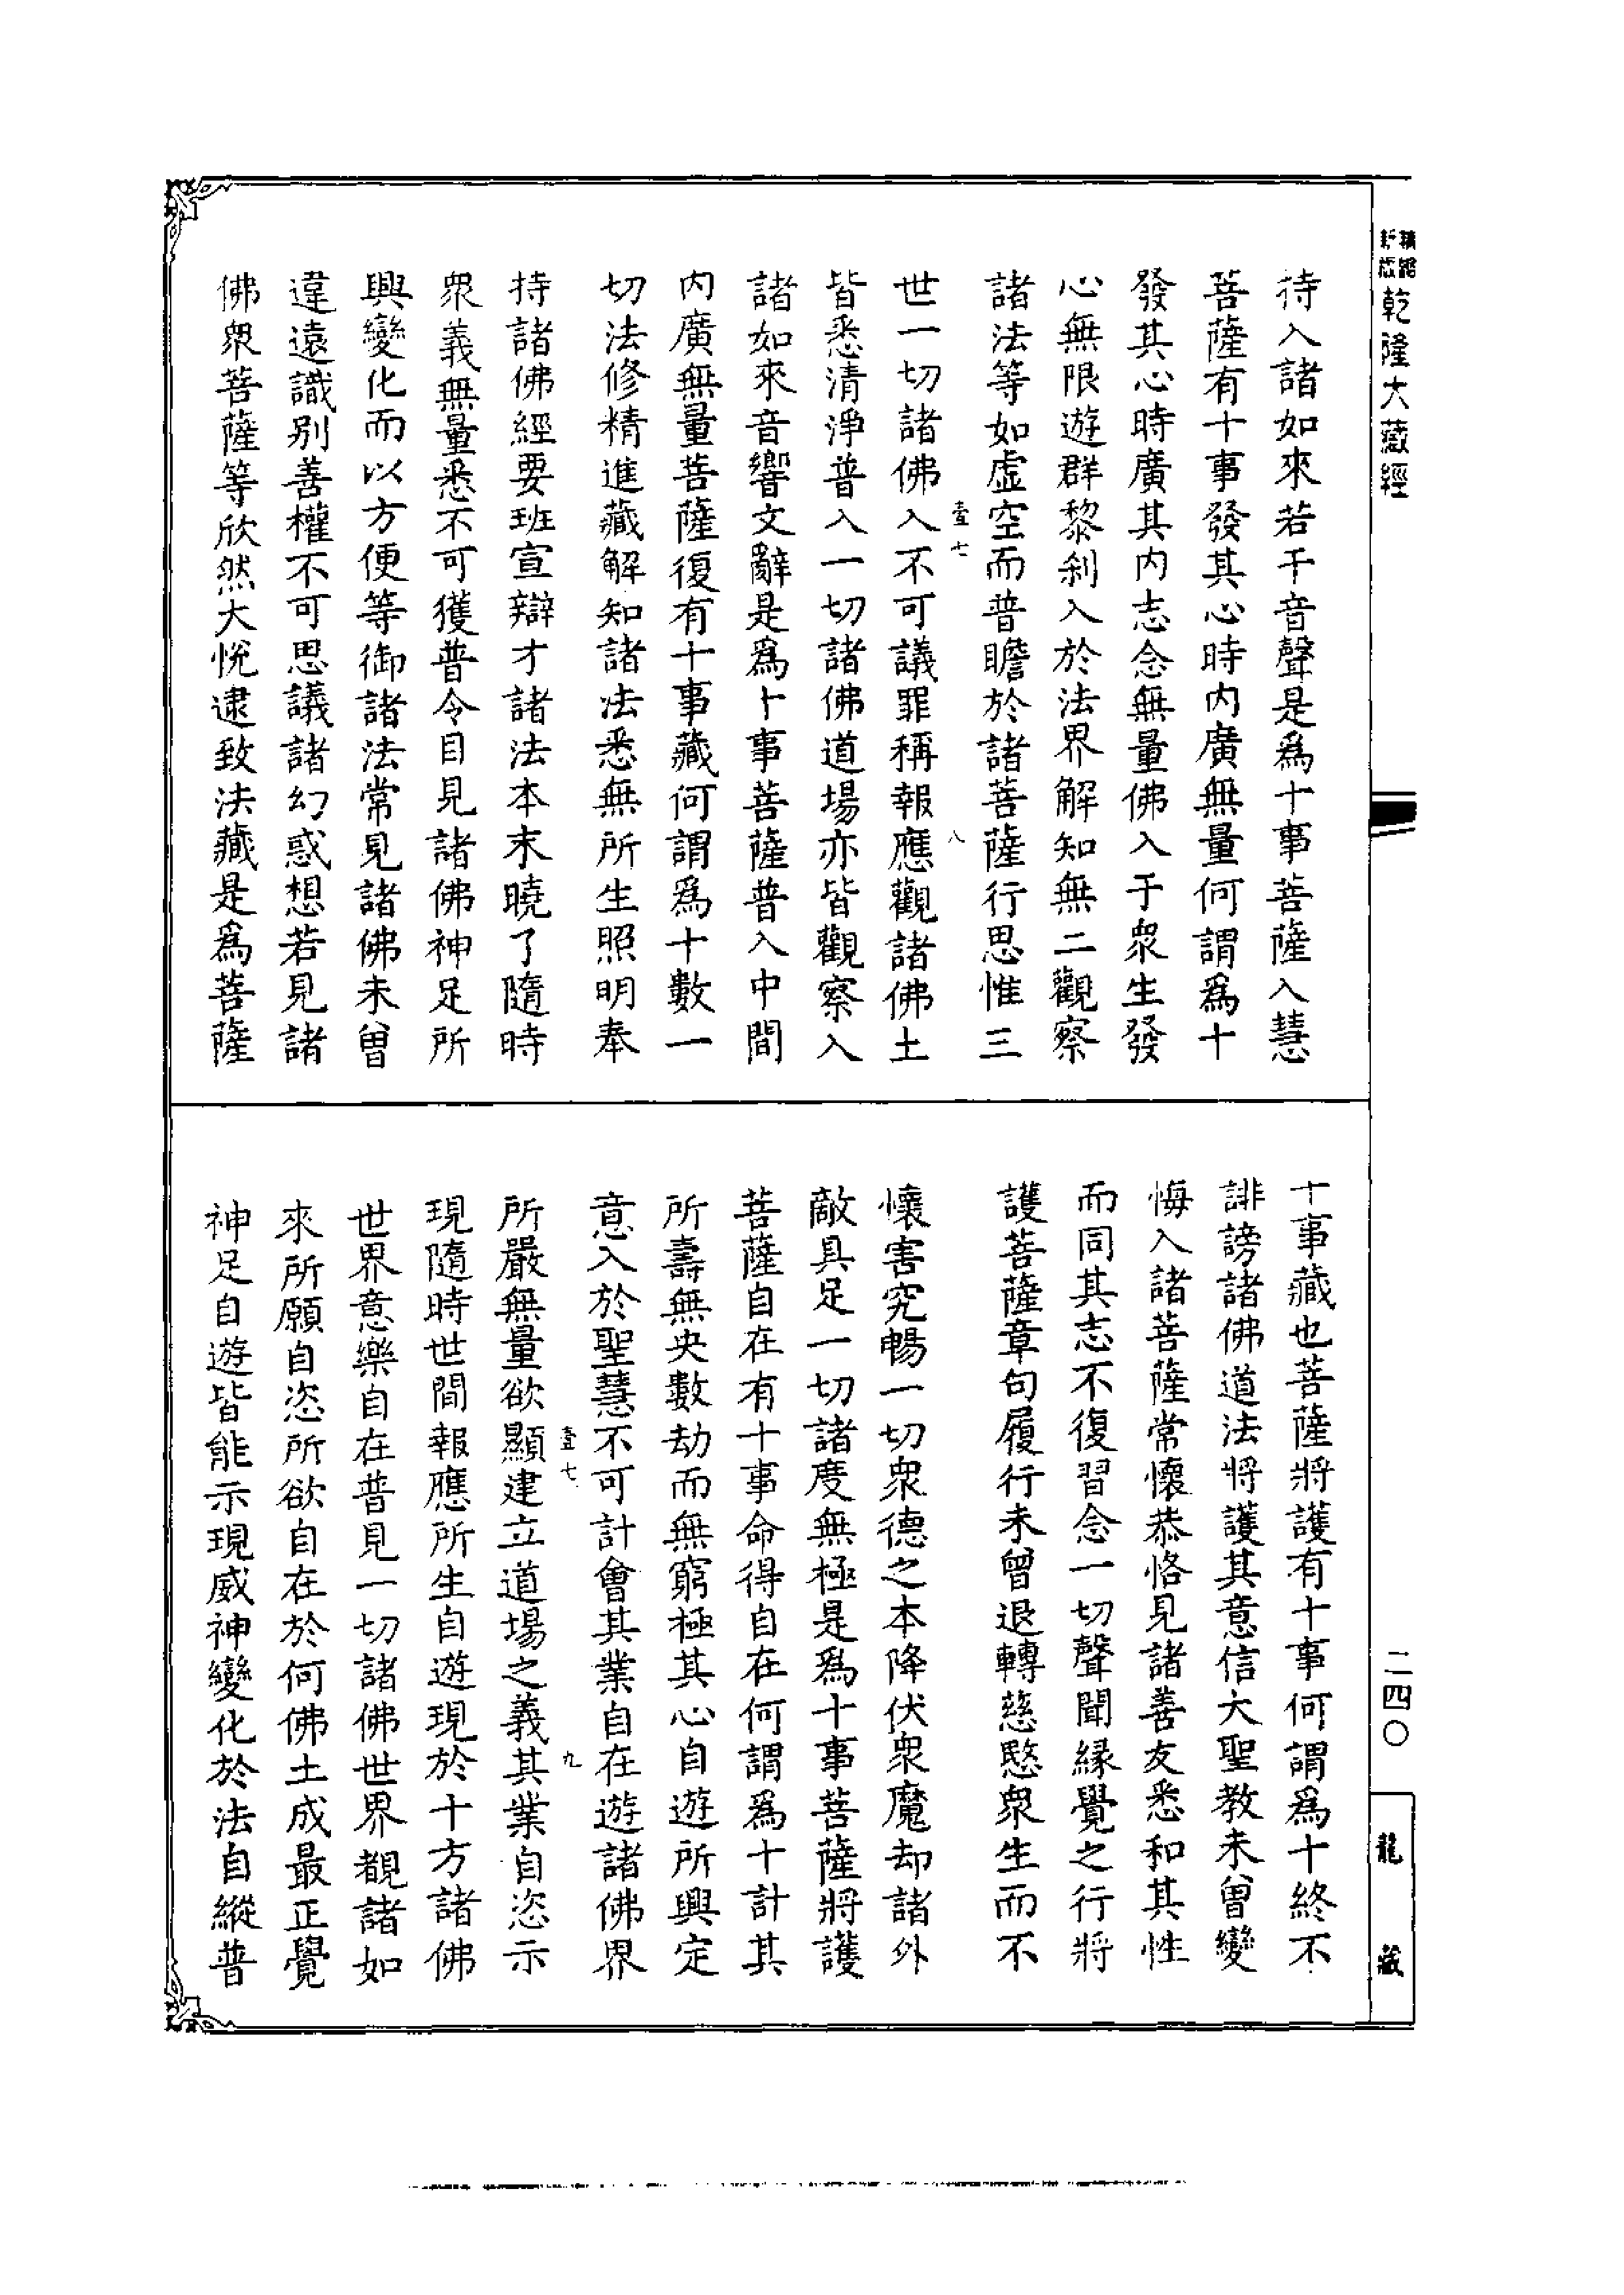 乾隆大藏經
待入諸如來若干音聲是爲十事菩薩入慧
菩薩有十事發其心時內廣無量何謂爲十
發其心時廣其內志念無量佛入于衆生發
心無限遊群黎刹入於法界解知無二觀察
諸法等如虛空而普瞻於諸菩薩行思惟三
壹七 八
世一切諸佛入不可議罪稱報應觀諸佛土
皆悉清淨普入一切諸佛道場亦皆觀察入
諸如來音響文辭是爲十事菩薩普入中間
內廣無量菩薩復有十事藏何謂爲十數一
切法修精進藏解知諸法悉無所生照明奉
持諸佛經要班宣辯才諸法本末曉了隨時
衆義無量悉不可獲普令目見諸佛神足所
興變化而以方便等御諸法常見諸佛未曾
違遠識別善權不可思議諸幻惑想若見諸
佛衆菩薩等欣然大悅逮致法藏是爲菩薩
十事藏也菩薩將護有十事何謂爲十終不
誹謗諸佛道法將護其意信大聖教未曾變
悔入諸菩薩常懷恭恪見諸善友悉和其性
而同其志不復習念一切聲聞緣覺之行將
護菩薩章句履行未曾退轉慈愍衆生而不
懷害究暢一切衆德之本降伏衆魔却諸外
敵具足一切諸度無極是爲十事菩薩將護
菩薩自在有十事命得自在何謂爲十計其
所壽無央數劫而無窮極其心自遊所興定
意入於聖慧不可計會其業自在遊諸佛界
壹七 九
所嚴無量欲顯建立道場之義其業自恣示
現隨時世間報應所生自遊現於十方諸佛
世界意樂自在普見一切諸佛世界覩諸如
來所願自恣所欲自在於何佛土成最正覺
神足自遊皆能示現威神變化於法自縱普
二四〇
龍藏